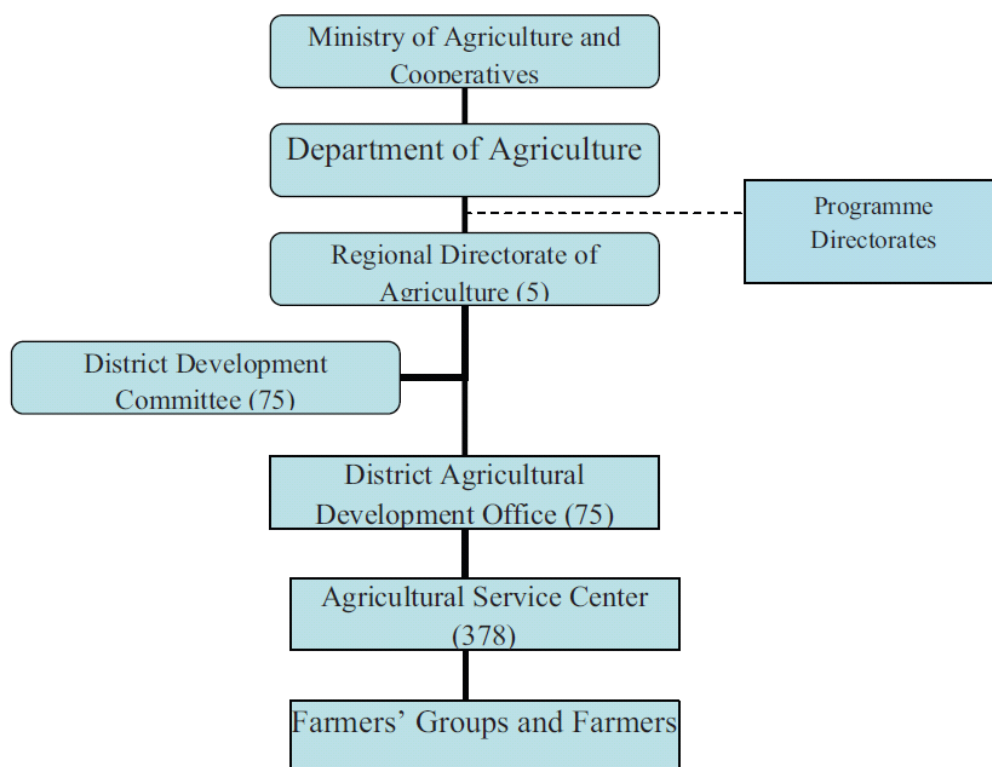 Ministry of Agriculture and
Cooperatives
Department of Agriculture
Programme
Directorates
Regional Directorate of
Agriculture (5)
District Development
Committee (75)
District Agricultural
Development Office (75)
Agricultural Service Center
(378)
Farmers’ Groups and Farmers